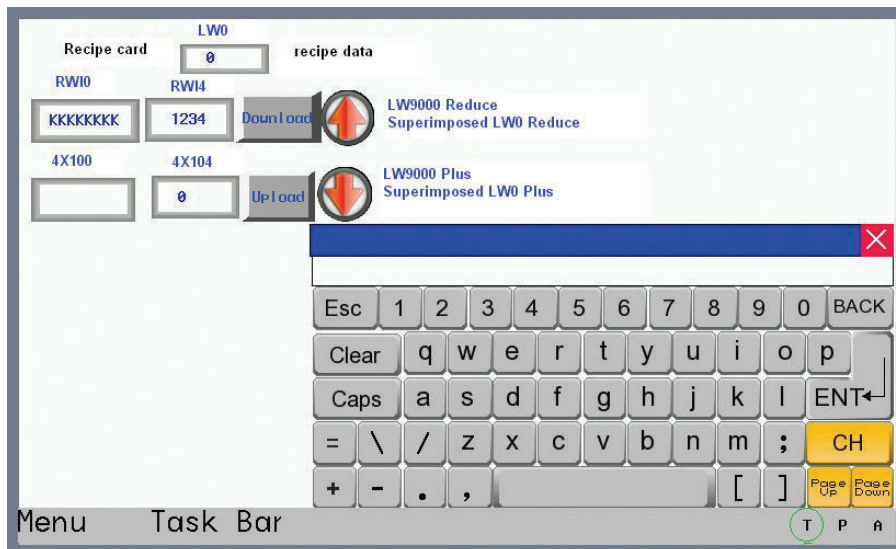 LW0
Recipe card 0 recipe data
RWI0 RWI4
KKKKKKKK 1234 Download LW9000 Reduce
Superimposed LW0 Reduce
4X100 4X104
0 Upload LW9000 Plus
Superimposed LW0 Plus
Esc 1 2 3 4 5 6 7 8 9 0 BACK
Clear q w e r t y u i o p
Caps a s d f g h j k l ENT
= \ / z x c v b n m ; CH
+ - . , [ ] Page Up Page Down
Menu Task Bar T P A